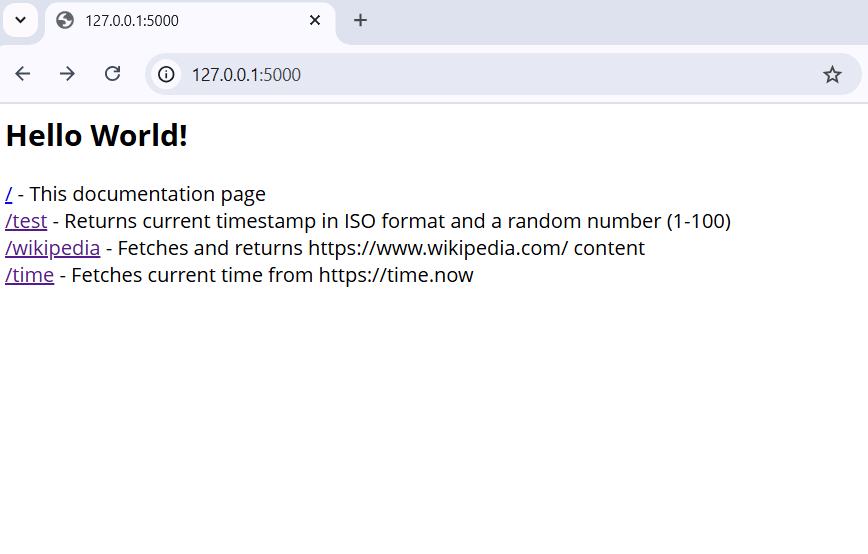 127.0.0.1:5000
127.0.0.1:5000
Hello World!
/ - This documentation page
/test - Returns current timestamp in ISO format and a random number (1-100)
/wikipedia - Fetches and returns https://www.wikipedia.com/ content
/time - Fetches current time from https://time.now